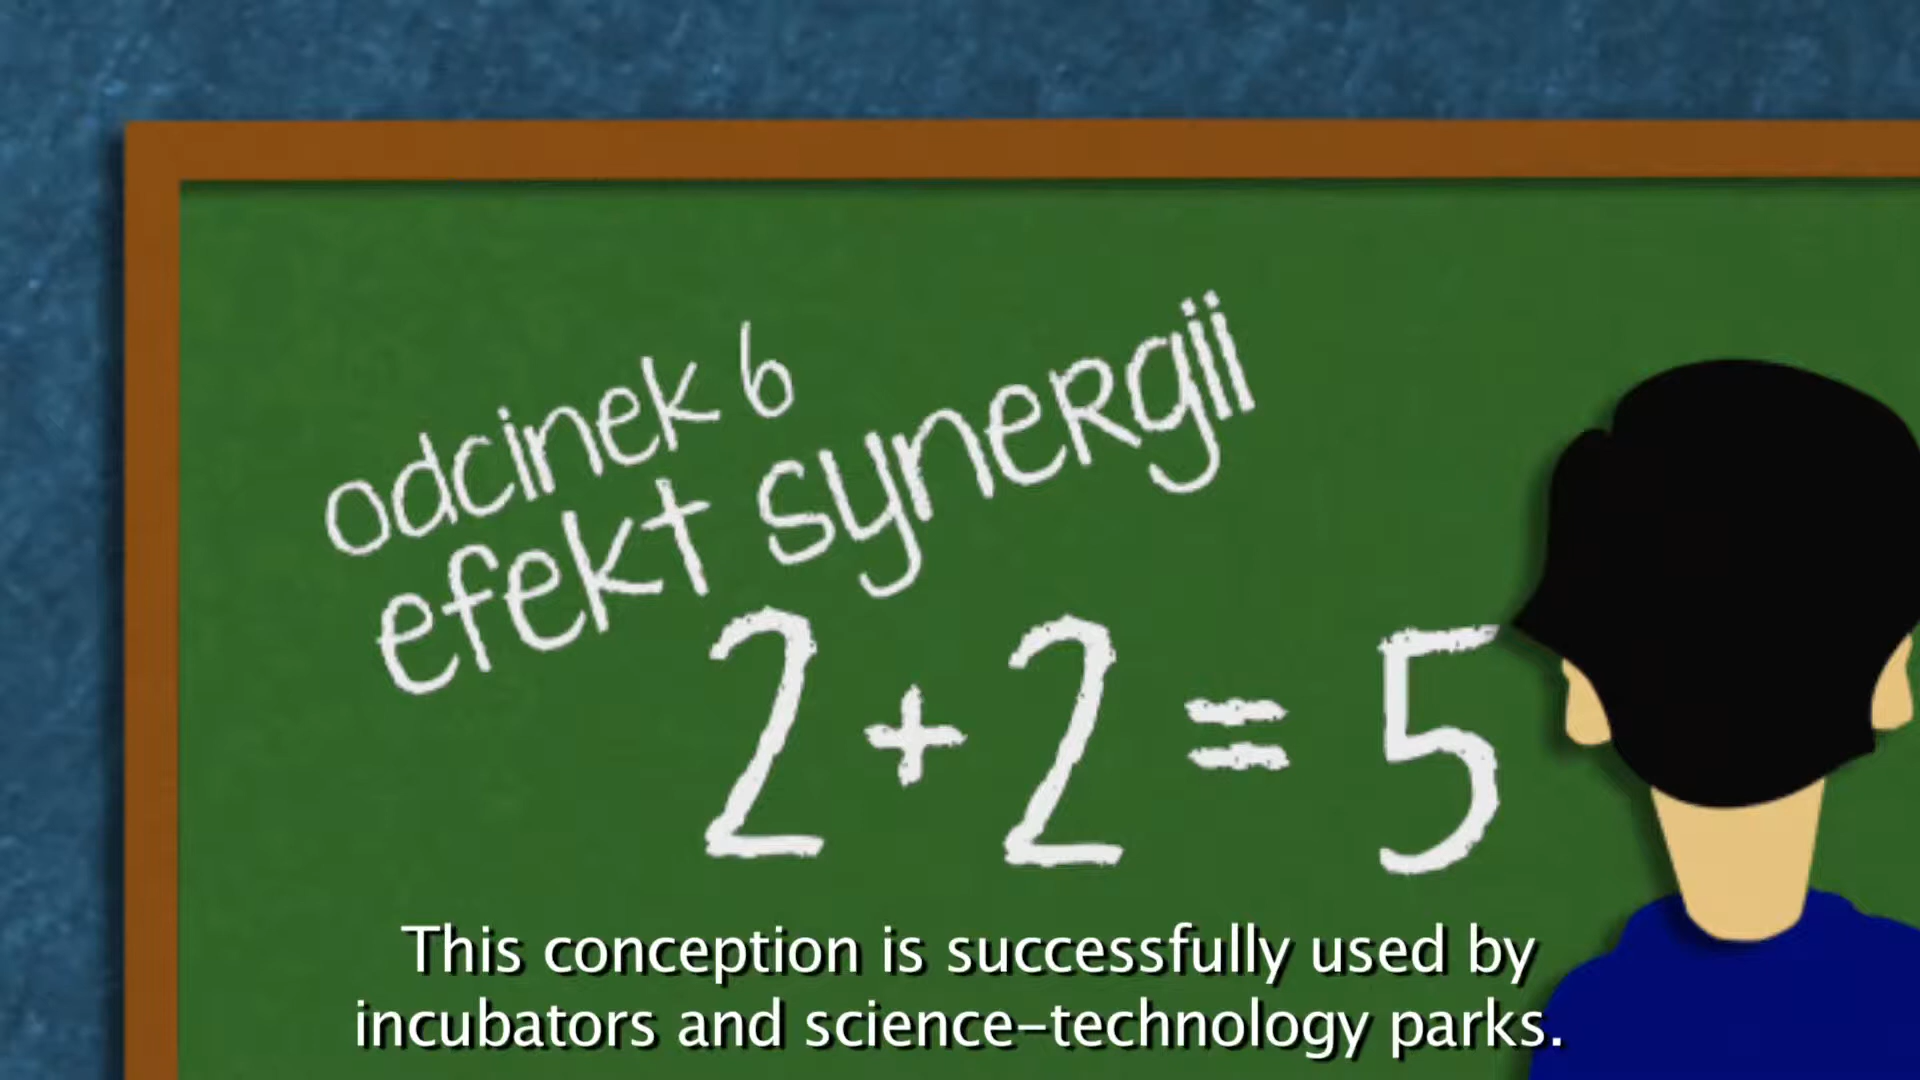 odcinek 6
efekt synergii
2 + 2 = 5
This conception is successfully used by
incubators and science-technology parks.